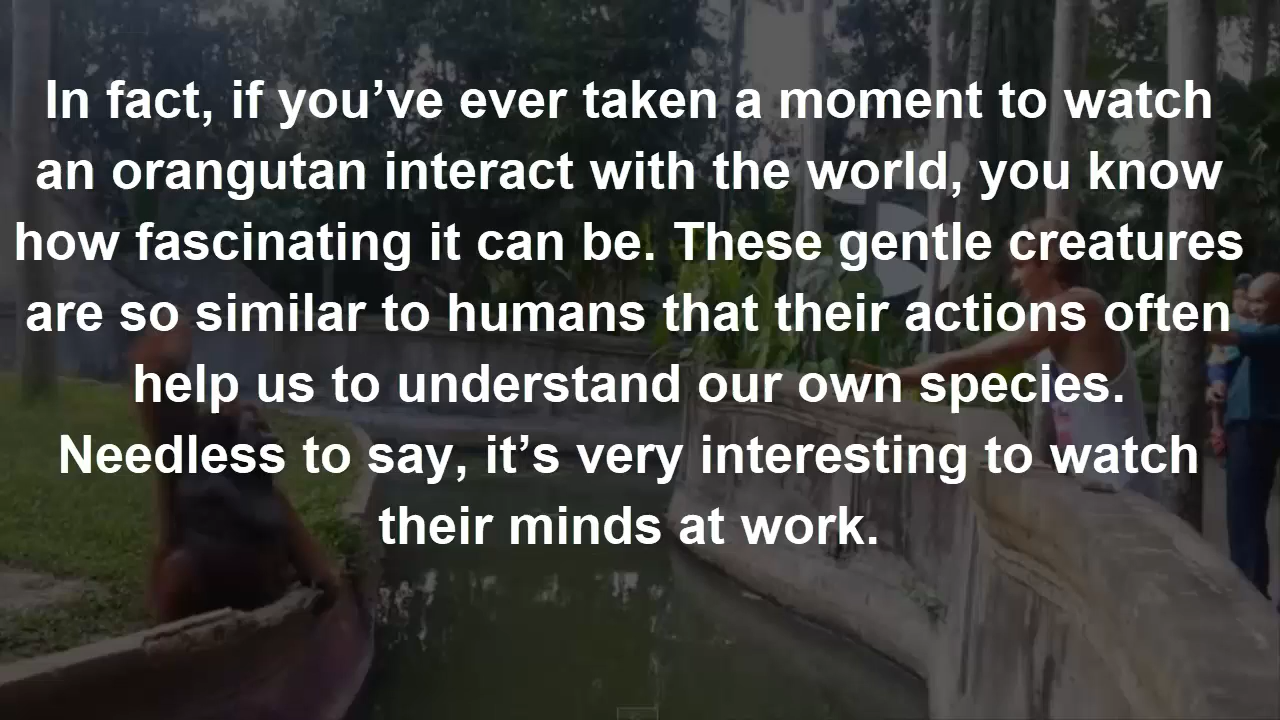 In fact, if you’ve ever taken a moment to watch
an orangutan interact with the world, you know
how fascinating it can be. These gentle creatures
are so similar to humans that their actions often
help us to understand our own species.
Needless to say, it’s very interesting to watch
their minds at work.